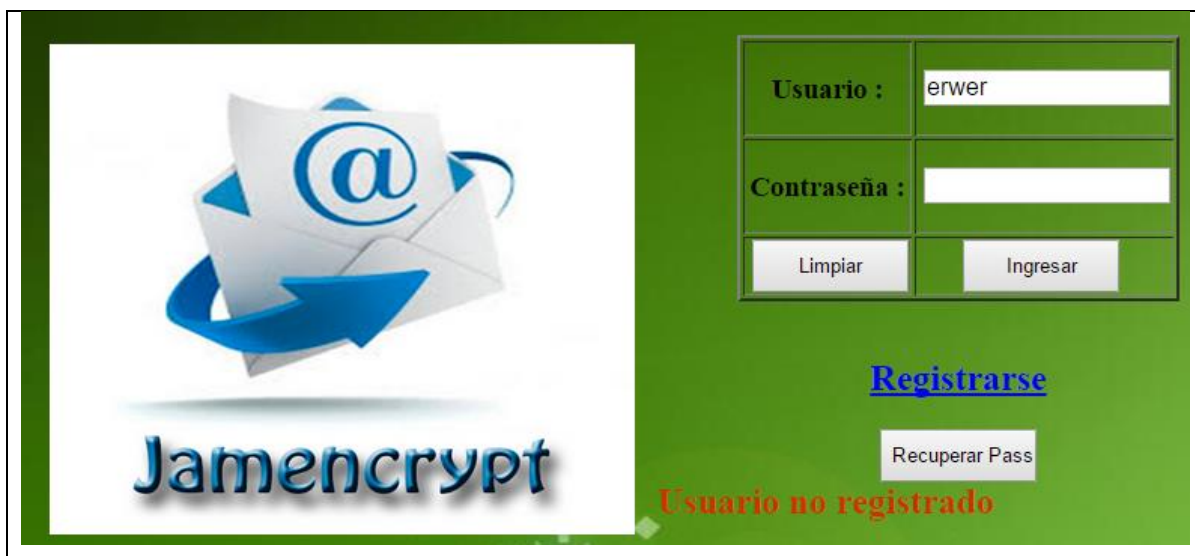 @
Jamencrypt
Usuario :
erwer
Contraseña :
Limpiar
Ingresar
Registrarse
Recuperar Pass
Usuario no registrado